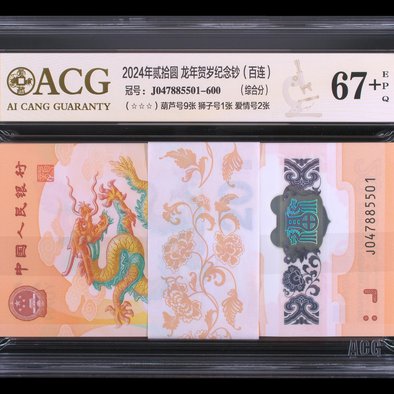 ACG
AI CANG GUARANTY
2024年贰拾圆 龙年贺岁纪念钞（百连）
冠号：J047885501-600 （综合分）
（☆☆☆）葫芦号9张 狮子号1张 爱情号2张
67+
EPQ
中国人民银行
J047885501
ACG